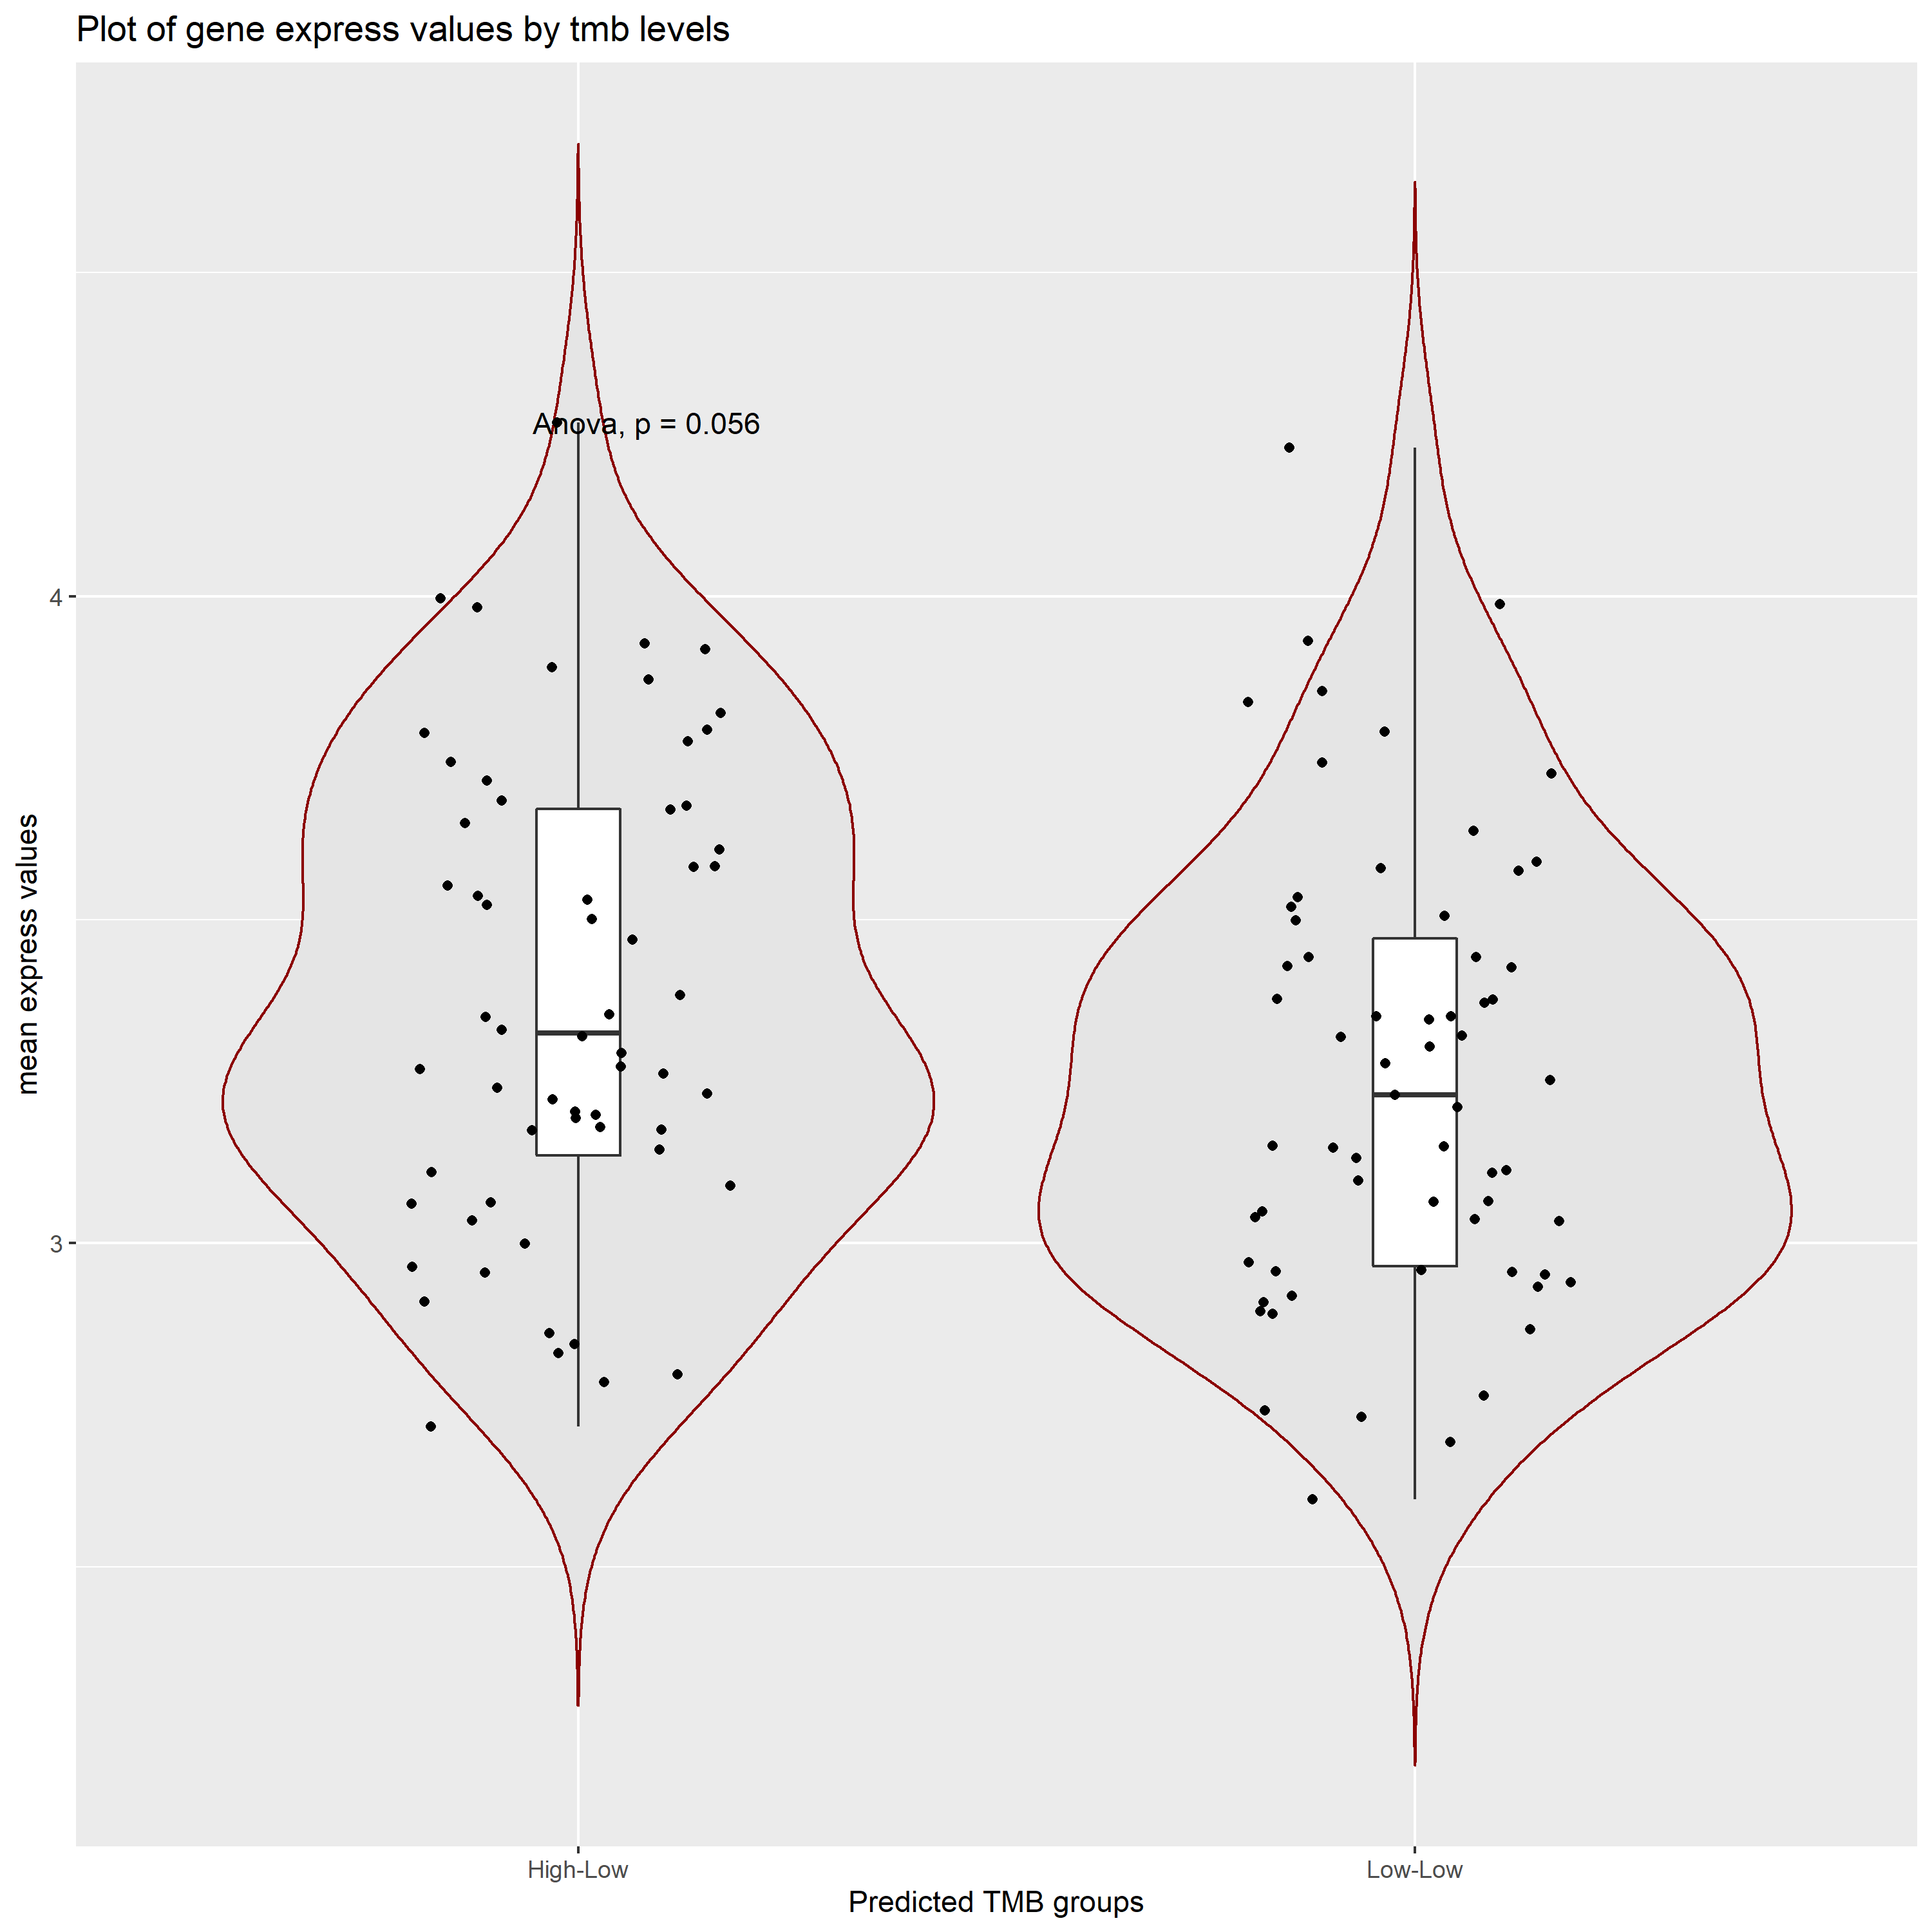 Plot of gene express values by tmb levels
Anova, p = 0.056
4
3
mean express values
High-Low
Low-Low
Predicted TMB groups